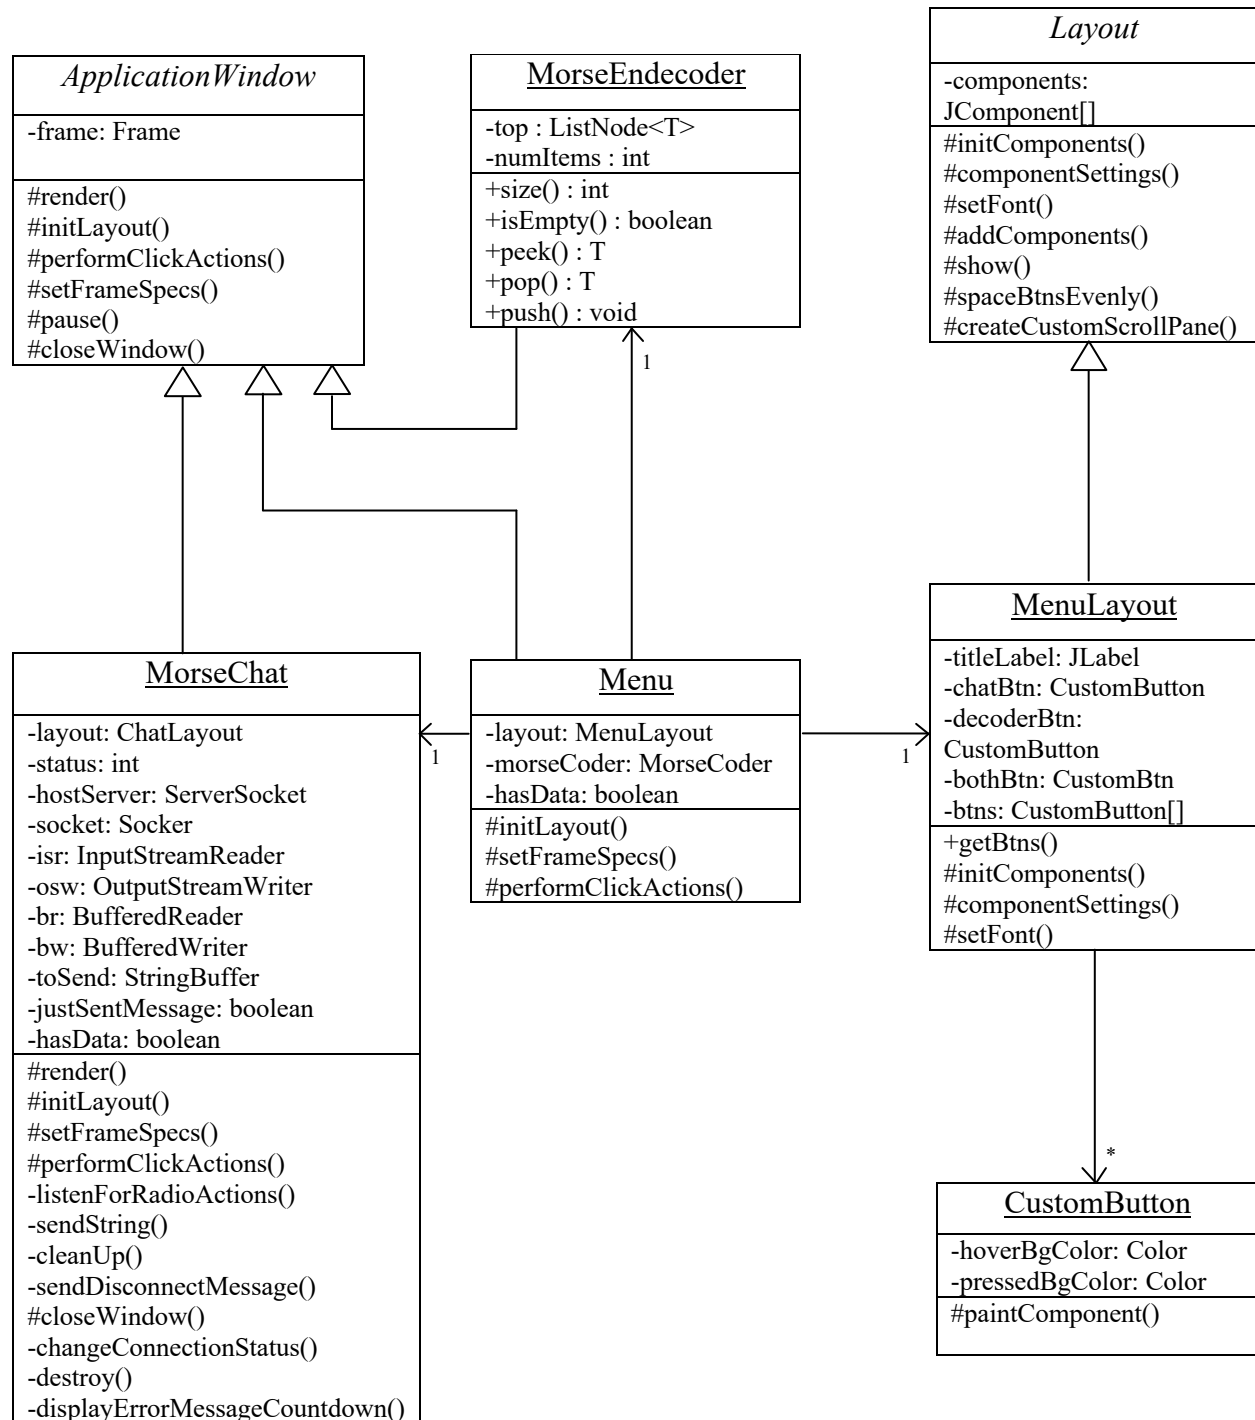 ApplicationWindow
-frame: Frame
#render()
#initLayout()
#performClickActions()
#setFrameSpecs()
#pause()
#closeWindow()
MorseEndecoder
-top : ListNode<T>
-numItems : int
+size() : int
+isEmpty() : boolean
+peek() : T
+pop() : T
+push() : void
1
Layout
-components:
JComponent[]
#initComponents()
#componentSettings()
#setFont()
#addComponents()
#show()
#spaceBtnsEvenly()
#createCustomScrollPane()
MorseChat
-layout: ChatLayout
-status: int
-hostServer: ServerSocket
-socket: Socker
-isr: InputStreamReader
-osw: OutputStreamWriter
-br: BufferedReader
-bw: BufferedWriter
-toSend: StringBuffer
-justSentMessage: boolean
-hasData: boolean
#render()
#initLayout()
#setFrameSpecs()
#performClickActions()
-listenForRadioActions()
-sendString()
-cleanUp()
-sendDisconnectMessage()
#closeWindow()
-changeConnectionStatus()
-destroy()
-displayErrorMessageCountdown()
1
Menu
-layout: MenuLayout
-morseCoder: MorseCoder
-hasData: boolean
#initLayout()
#setFrameSpecs()
#performClickActions()
1
MenuLayout
-titleLabel: JLabel
-chatBtn: CustomButton
-decoderBtn:
CustomButton
-bothBtn: CustomBtn
-btns: CustomButton[]
+getBtns()
#initComponents()
#componentSettings()
#setFont()
*
CustomButton
-hoverBgColor: Color
-pressedBgColor: Color
#paintComponent()